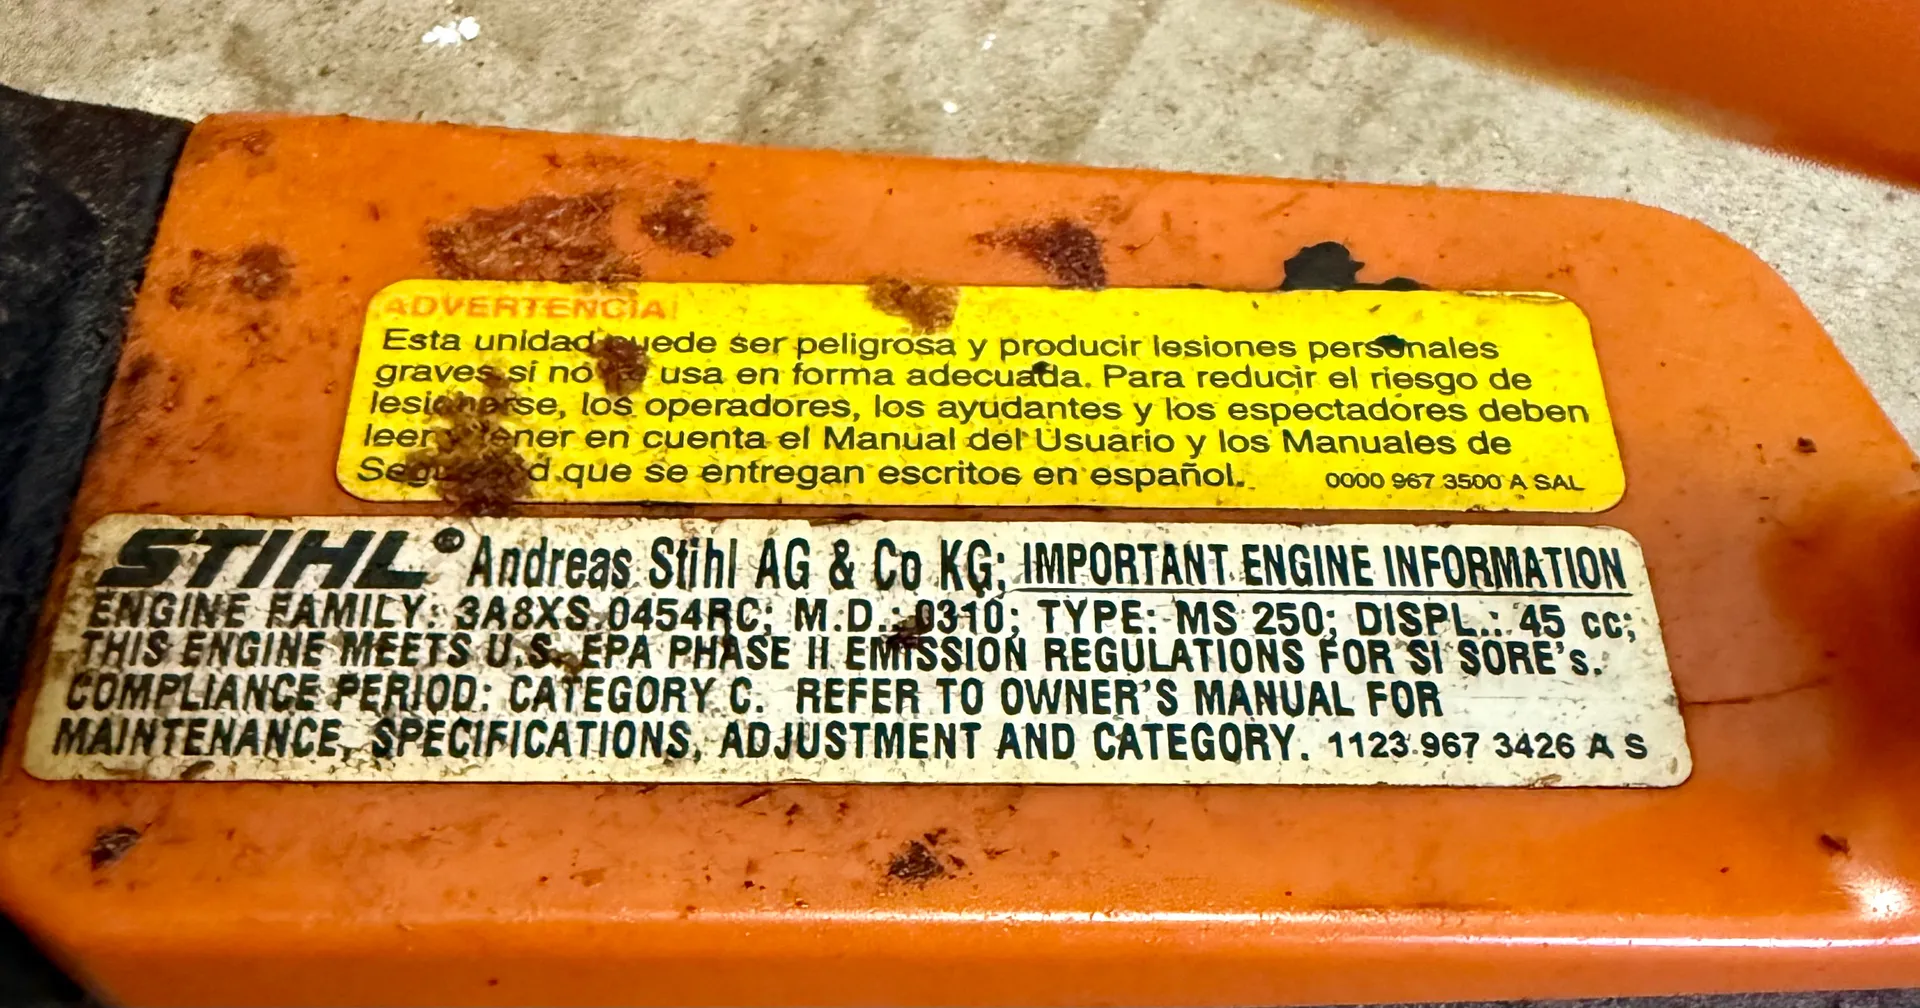 ADVERTENCIA!
Esta unidad puede ser peligrosa y producir lesiones personales
graves si no se usa en forma adecuada. Para reducir el riesgo de
lesionarse, los operadores, los ayudantes y los espectadores deben
leer y tener en cuenta el Manual del Usuario y los Manuales de
Seguridad que se entregan escritos en español. 0000 967 3500 A SAL
STIHL® Andreas Stihl AG & Co KG; IMPORTANT ENGINE INFORMATION
ENGINE FAMILY: 3A8XS.0454RC; M.D.: 0310; TYPE: MS 250; DISPL.: 45 cc;
THIS ENGINE MEETS U.S. EPA PHASE II EMISSION REGULATIONS FOR SI SORE's.
COMPLIANCE PERIOD: CATEGORY C. REFER TO OWNER'S MANUAL FOR
MAINTENANCE, SPECIFICATIONS, ADJUSTMENT AND CATEGORY. 1123 967 3426 A S